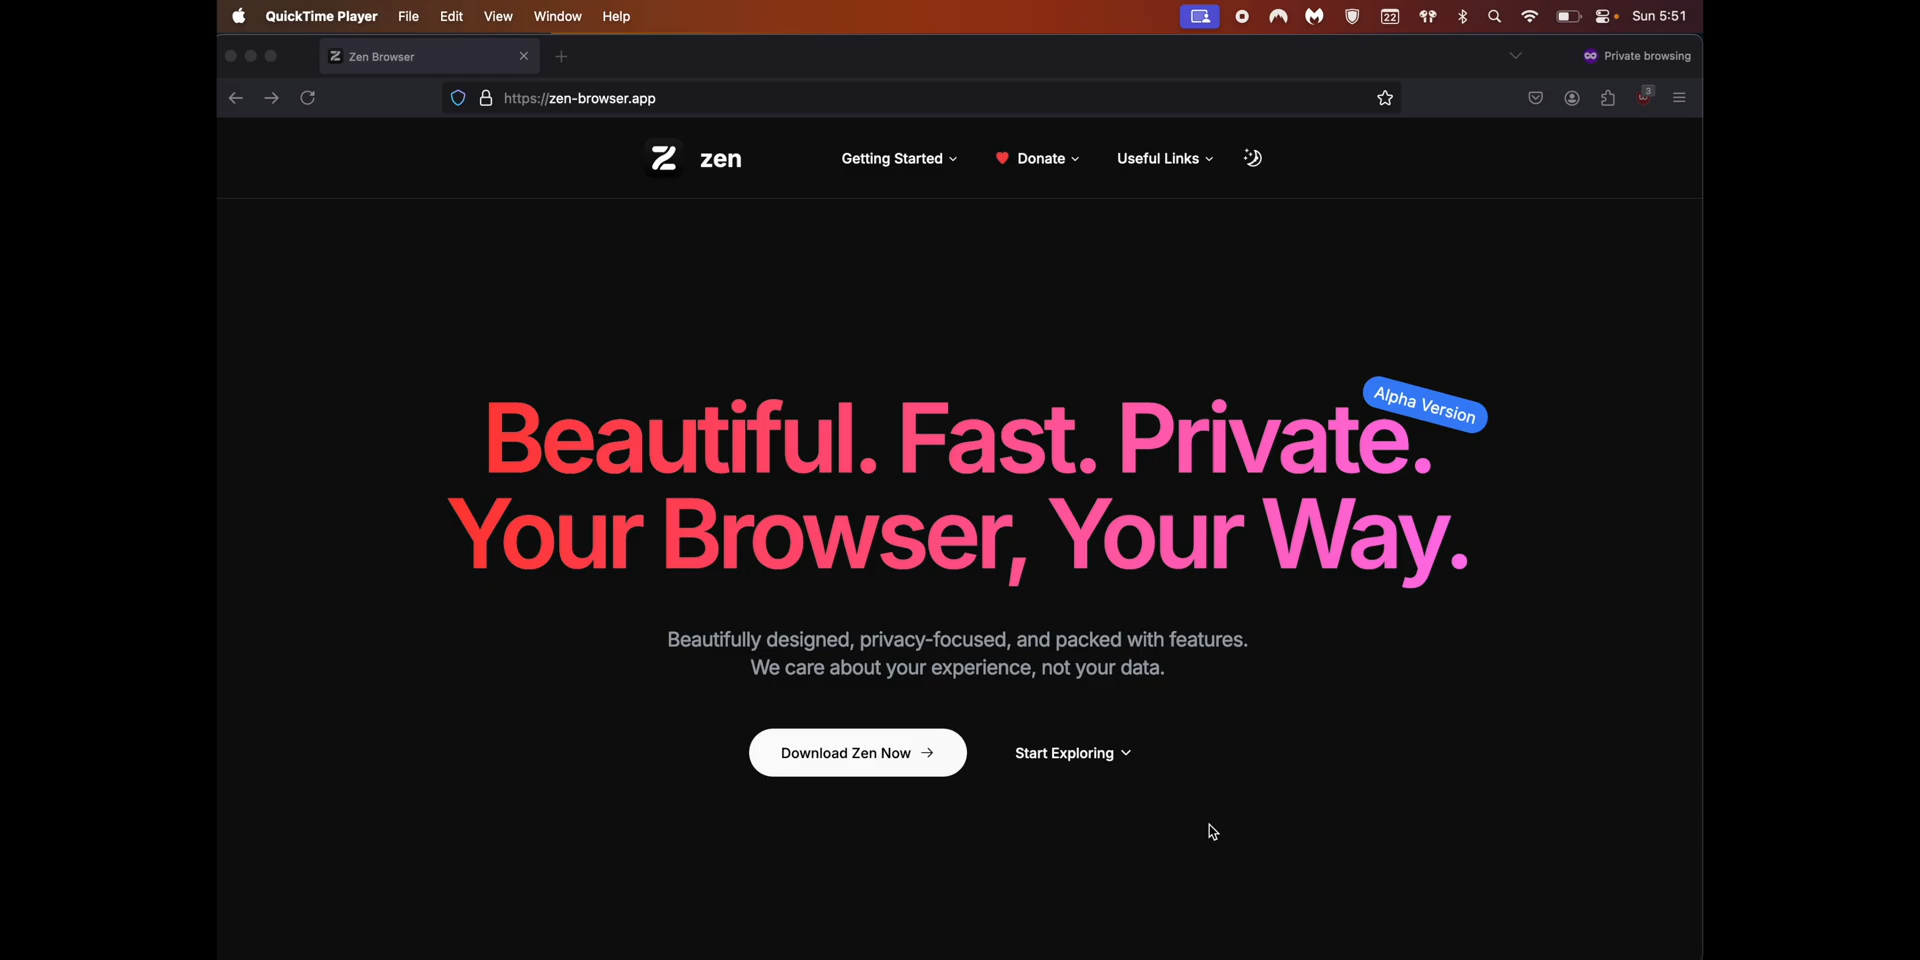 QuickTime Player File Edit View Window Help 22 Sun 5:51
Zen Browser Private browsing
https://zen-browser.app 3
zen Getting Started Donate Useful Links
Alpha Version
Beautiful. Fast. Private.
Your Browser, Your Way.
Beautifully designed, privacy-focused, and packed with features.
We care about your experience, not your data.
Download Zen Now Start Exploring